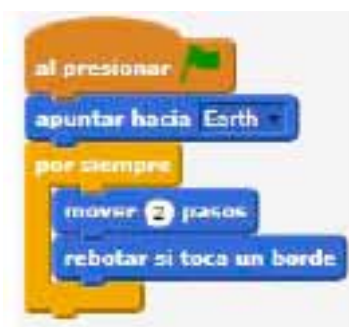 al presionar
apuntar hacia Earth
por siempre
mover 2 pasos
rebotar si toca un borde